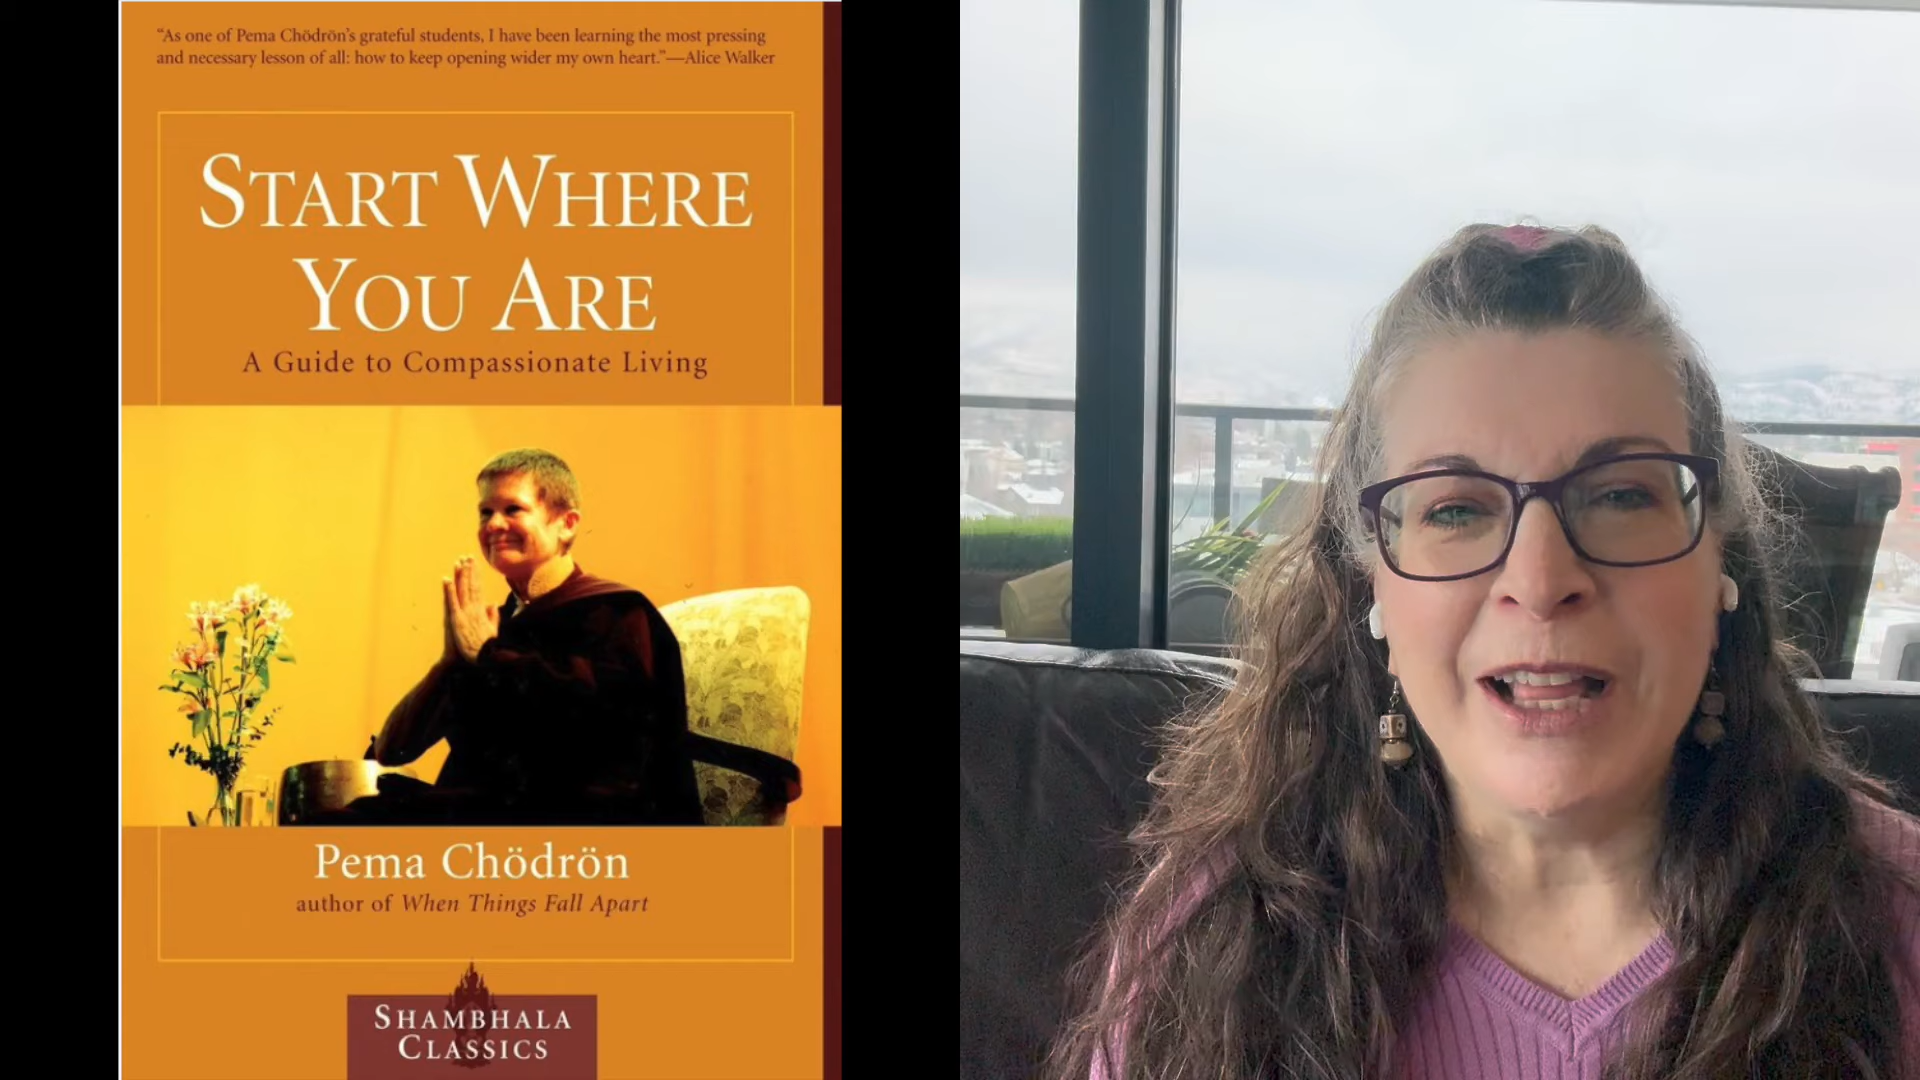 “As one of Pema Chödrön’s grateful students, I have been learning the most pressing
and necessary lesson of all: how to keep opening wider my own heart.”—Alice Walker
START WHERE
YOU ARE
A Guide to Compassionate Living
Pema Chödrön
author of When Things Fall Apart
SHAMBHALA
CLASSICS